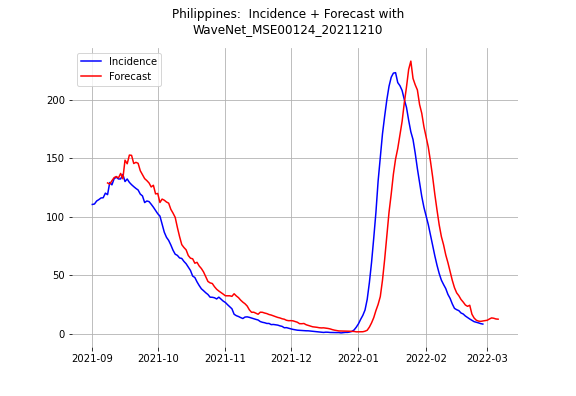 Philippines:  Incidence + Forecast with
WaveNet_MSE00124_20211210
Incidence
Forecast
200
150
100
50
0
2021-09 2021-10 2021-11 2021-12 2022-01 2022-02 2022-03